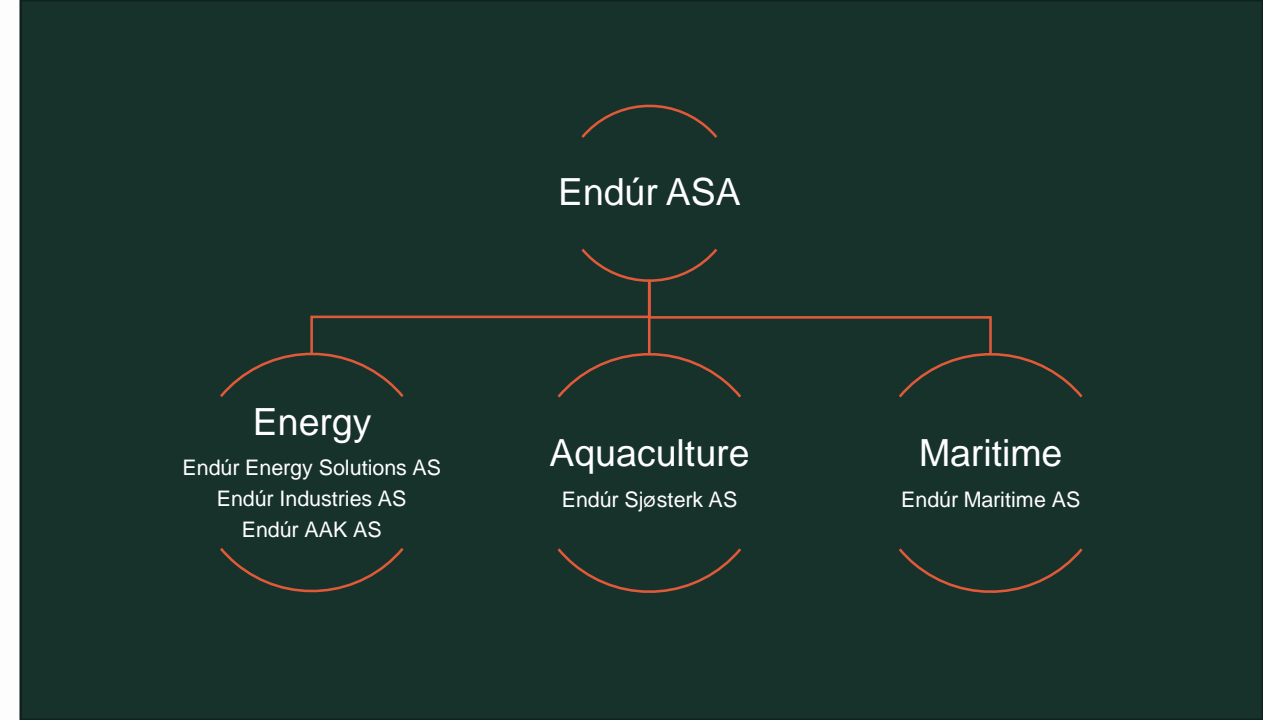 Endúr ASA
Energy
Endúr Energy Solutions AS
Endúr Industries AS
Endúr AAK AS
Aquaculture
Endúr Sjøsterk AS
Maritime
Endúr Maritime AS